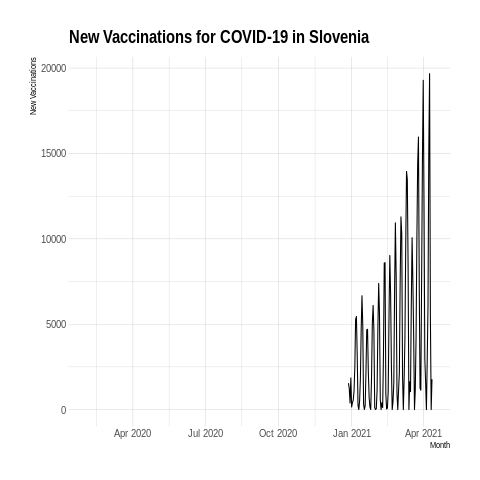 New Vaccinations for COVID-19 in Slovenia
New Vaccinations
20000
15000
10000
5000
0
Apr 2020 Jul 2020 Oct 2020 Jan 2021 Apr 2021
Month